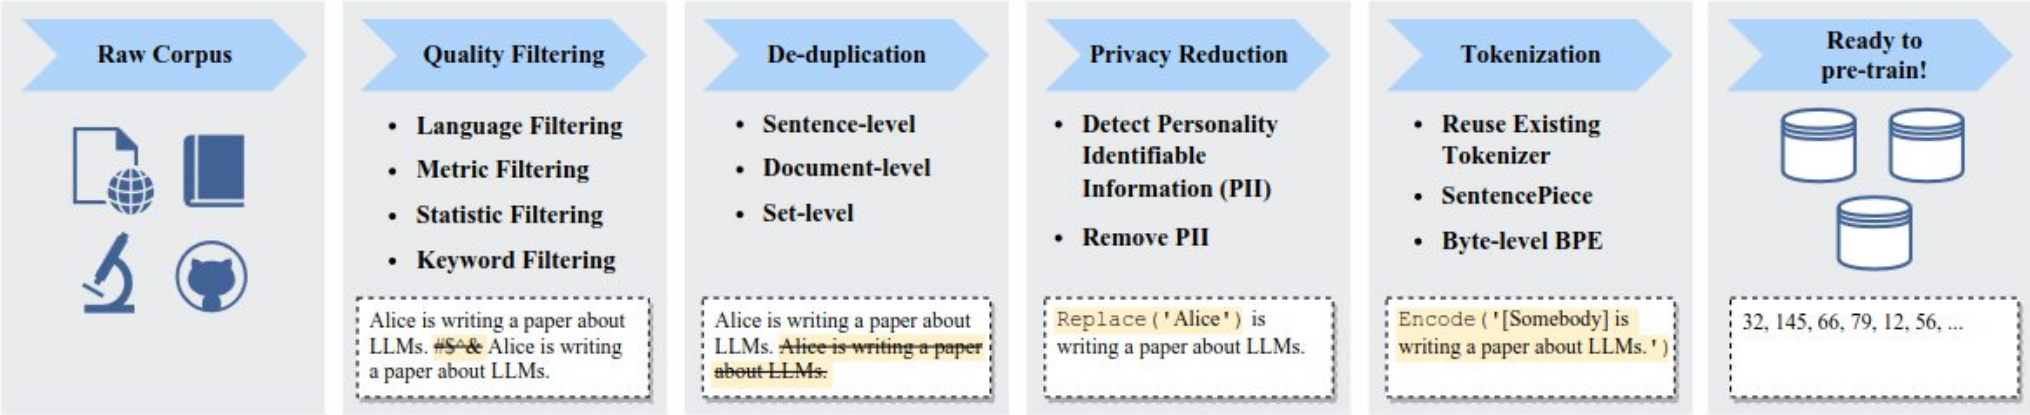 Raw Corpus
Quality Filtering
• Language Filtering
• Metric Filtering
• Statistic Filtering
• Keyword Filtering
Alice is writing a paper about
LLMs. #$^& Alice is writing
a paper about LLMs.
De-duplication
• Sentence-level
• Document-level
• Set-level
Alice is writing a paper about
LLMs. Alice is writing a paper
about LLMs.
Privacy Reduction
• Detect Personality
Identifiable
Information (PII)
• Remove PII
Replace('Alice') is
writing a paper about LLMs.
Tokenization
• Reuse Existing
Tokenizer
• SentencePiece
• Byte-level BPE
Encode('[Somebody] is
writing a paper about LLMs.')
Ready to
pre-train!
32, 145, 66, 79, 12, 56, ...